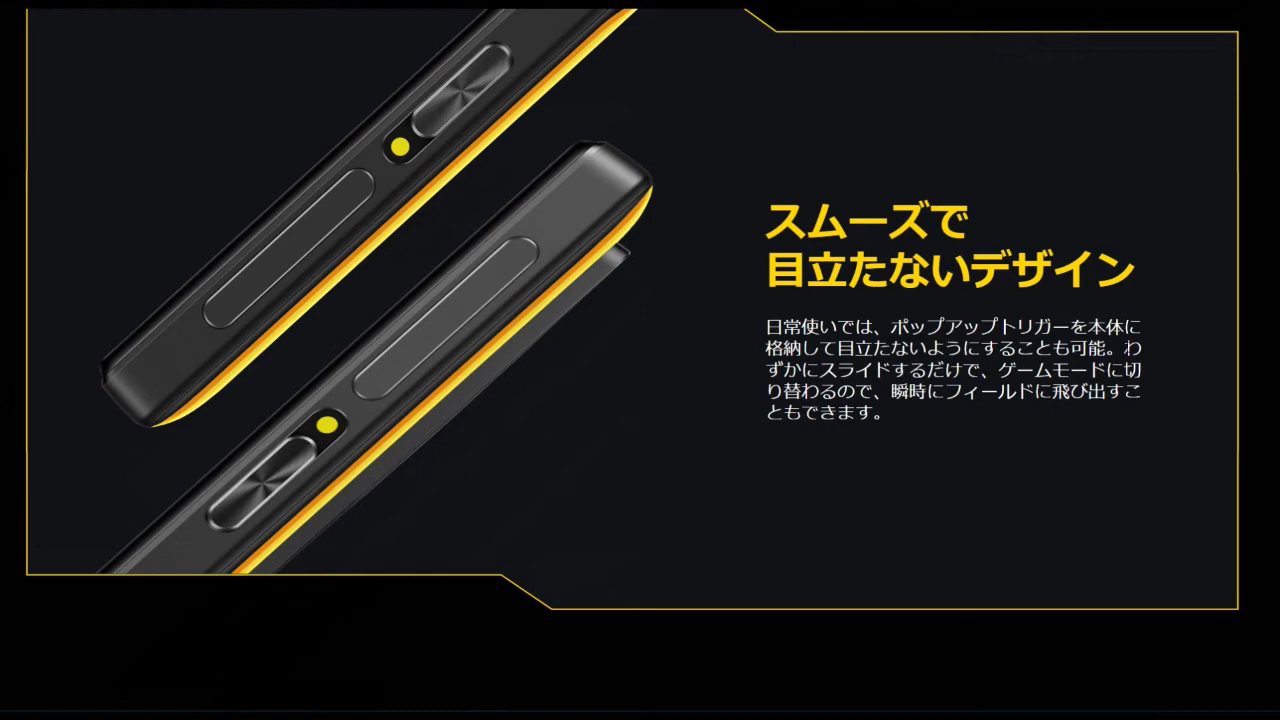 スムーズで
目立たないデザイン
日常使いでは、ポップアップトリガーを本体に
格納して目立たないようにすることも可能。わ
ずかにスライドするだけで、ゲームモードに切
り替わるので、瞬時にフィールドに飛び出すこ
ともできます。